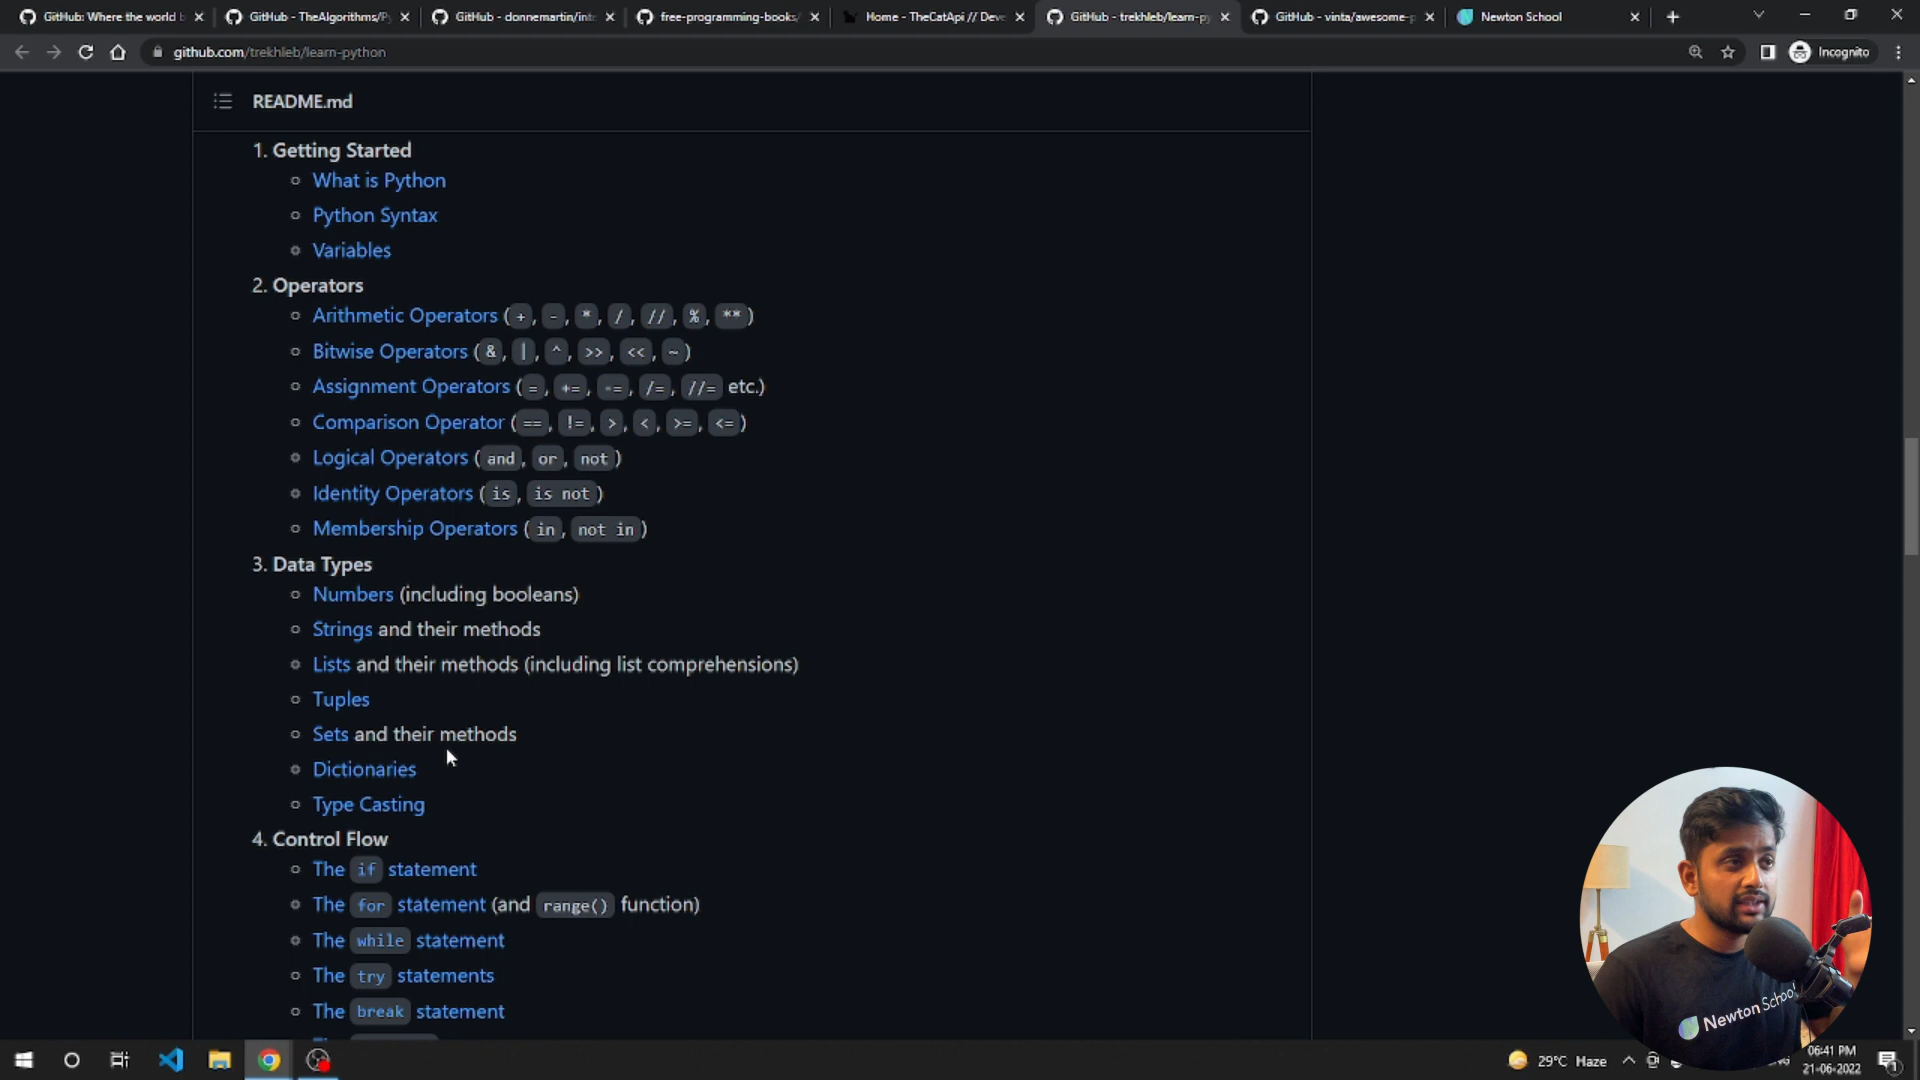 GitHub: Where the world b
GitHub - TheAlgorithms/Py
GitHub - donnemartin/inte
free-programming-books/
Home - TheCatApi // Deve
GitHub - trekhleb/learn-py
GitHub - vinta/awesome-p
Newton School
github.com/trekhleb/learn-python
Incognito
README.md
1. Getting Started
What is Python
Python Syntax
Variables
2. Operators
Arithmetic Operators (+, -, *, /, //, %, **)
Bitwise Operators (&, |, ^, >>, <<, ~)
Assignment Operators (=, +=, -=, /=, //= etc.)
Comparison Operator (==, !=, >, <, >=, <=)
Logical Operators (and, or, not)
Identity Operators (is, is not)
Membership Operators (in, not in)
3. Data Types
Numbers (including booleans)
Strings and their methods
Lists and their methods (including list comprehensions)
Tuples
Sets and their methods
Dictionaries
Type Casting
4. Control Flow
The if statement
The for statement (and range() function)
The while statement
The try statements
The break statement
Newton School
29°C Haze
06:41 PM
21-06-2022
1